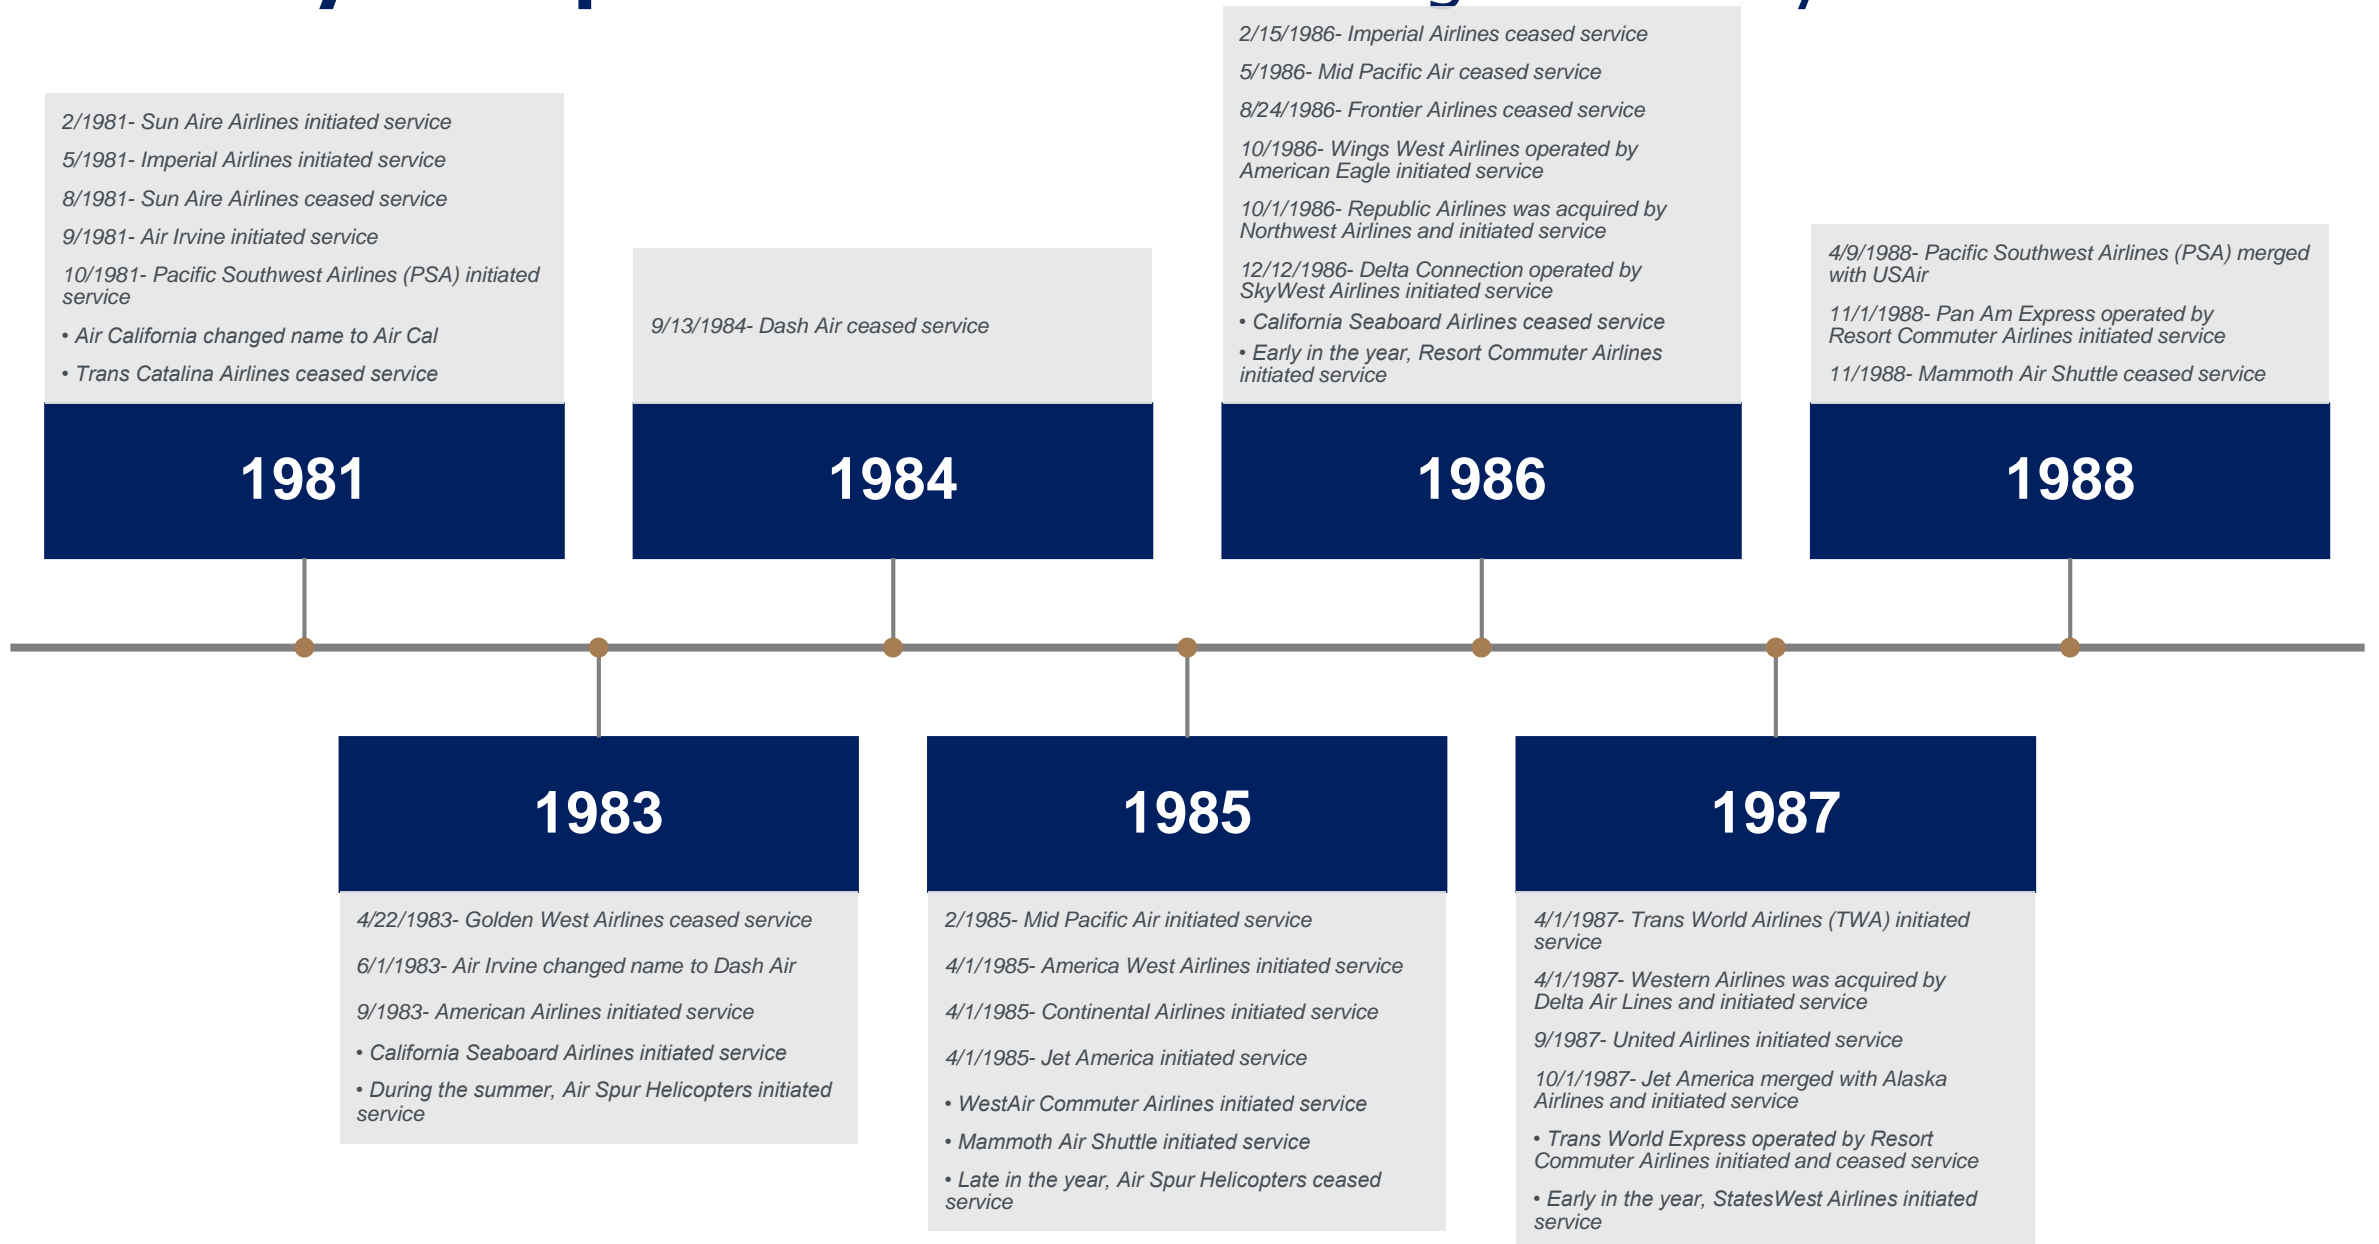 2/1981- Sun Aire Airlines initiated service
5/1981- Imperial Airlines initiated service
8/1981- Sun Aire Airlines ceased service
9/1981- Air Irvine initiated service
10/1981- Pacific Southwest Airlines (PSA) initiated
service
• Air California changed name to Air Cal
• Trans Catalina Airlines ceased service
1981
4/22/1983- Golden West Airlines ceased service
6/1/1983- Air Irvine changed name to Dash Air
9/1983- American Airlines initiated service
• California Seaboard Airlines initiated service
• During the summer, Air Spur Helicopters initiated
service
1983
9/13/1984- Dash Air ceased service
1984
1985
2/1985- Mid Pacific Air initiated service
4/1/1985- America West Airlines initiated service
4/1/1985- Continental Airlines initiated service
4/1/1985- Jet America initiated service
• WestAir Commuter Airlines initiated service
• Mammoth Air Shuttle initiated service
• Late in the year, Air Spur Helicopters ceased
service
2/15/1986- Imperial Airlines ceased service
5/1986- Mid Pacific Air ceased service
8/24/1986- Frontier Airlines ceased service
10/1986- Wings West Airlines operated by
American Eagle initiated service
10/1/1986- Republic Airlines was acquired by
Northwest Airlines and initiated service
12/12/1986- Delta Connection operated by
SkyWest Airlines initiated service
• California Seaboard Airlines ceased service
• Early in the year, Resort Commuter Airlines
initiated service
1986
1987
4/1/1987- Trans World Airlines (TWA) initiated
service
4/1/1987- Western Airlines was acquired by
Delta Air Lines and initiated service
9/1987- United Airlines initiated service
10/1/1987- Jet America merged with Alaska
Airlines and initiated service
• Trans World Express operated by Resort
Commuter Airlines initiated and ceased service
• Early in the year, StatesWest Airlines initiated
service
4/9/1988- Pacific Southwest Airlines (PSA) merged
with USAir
11/1/1988- Pan Am Express operated by
Resort Commuter Airlines initiated service
11/1988- Mammoth Air Shuttle ceased service
1988